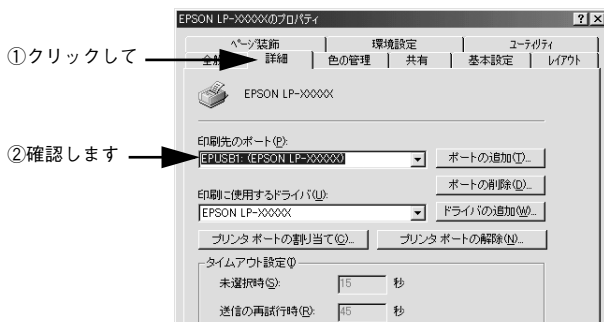 EPSON LP-XXXXXのプロパティ
ページ装飾 環境設定 ユーティリティ
全般 詳細 色の管理 共有 基本設定 レイアウト
①クリックして
EPSON LP-XXXXX
印刷先のポート(P):
②確認します
EPUSB1: (EPSON LP-XXXXX) ポートの追加(T)...
ポートの削除(D)...
印刷に使用するドライバ(U):
EPSON LP-XXXXX ドライバの追加(W)...
プリンタ ポートの割り当て(C)... プリンタ ポートの解除(N)...
タイムアウト設定(I)
未選択時(S): 15 秒
送信の再試行時(R): 45 秒